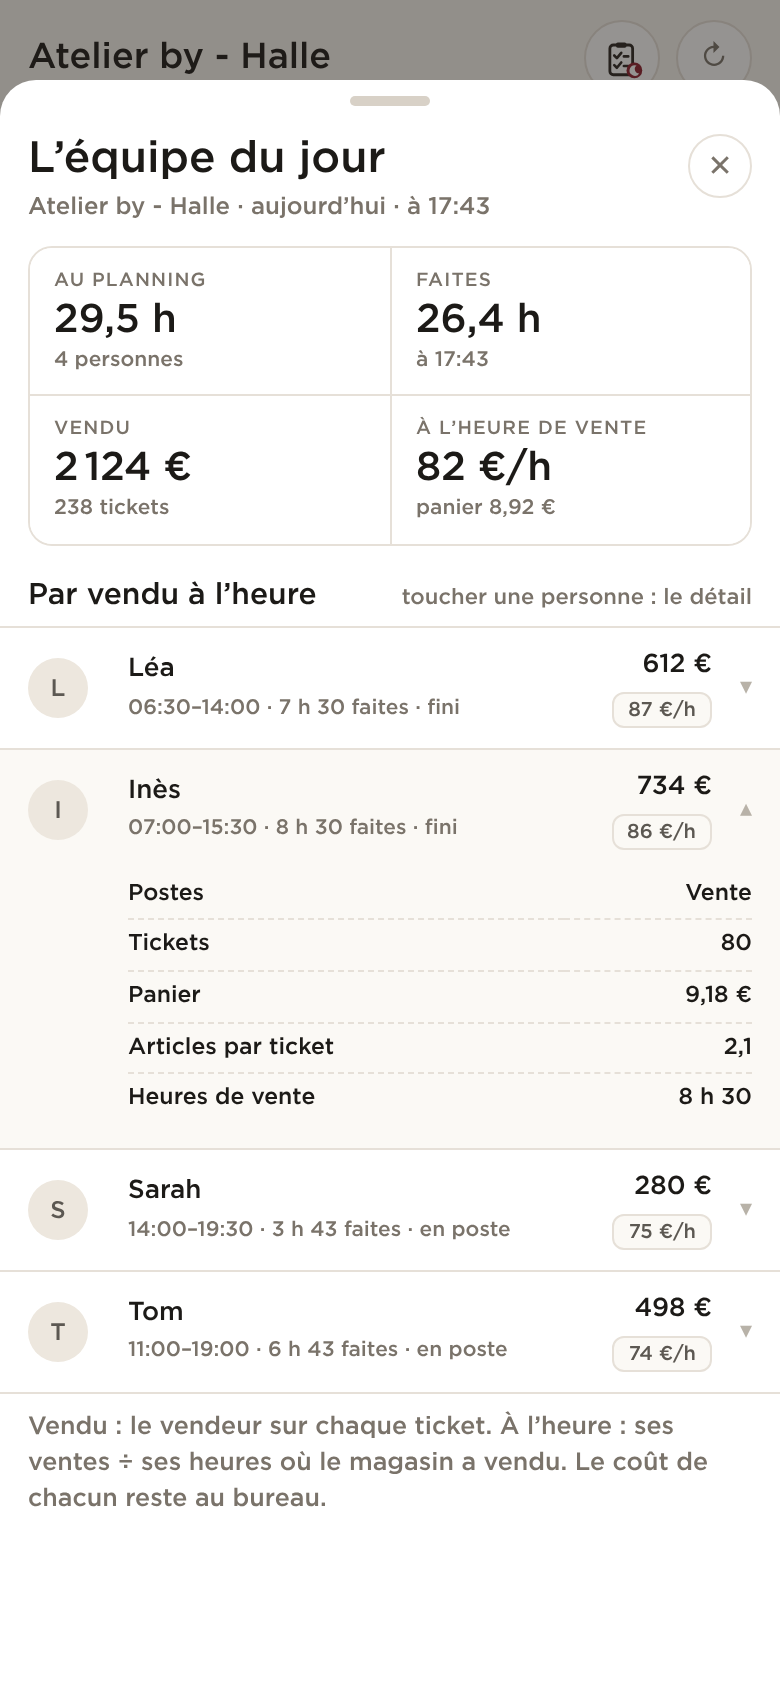 Atelier by - Halle
L’équipe du jour
Atelier by - Halle · aujourd’hui · à 17:43
AU PLANNING
29,5 h
4 personnes
FAITES
26,4 h
à 17:43
VENDU
2 124 €
238 tickets
À L’HEURE DE VENTE
82 €/h
panier 8,92 €
Par vendu à l’heure
toucher une personne : le détail
L
Léa
06:30–14:00 · 7 h 30 faites · fini
612 €
87 €/h
I
Inès
07:00–15:30 · 8 h 30 faites · fini
734 €
86 €/h
Postes Vente
Tickets 80
Panier 9,18 €
Articles par ticket 2,1
Heures de vente 8 h 30
S
Sarah
14:00–19:30 · 3 h 43 faites · en poste
280 €
75 €/h
T
Tom
11:00–19:00 · 6 h 43 faites · en poste
498 €
74 €/h
Vendu : le vendeur sur chaque ticket. À l’heure : ses
ventes ÷ ses heures où le magasin a vendu. Le coût de
chacun reste au bureau.